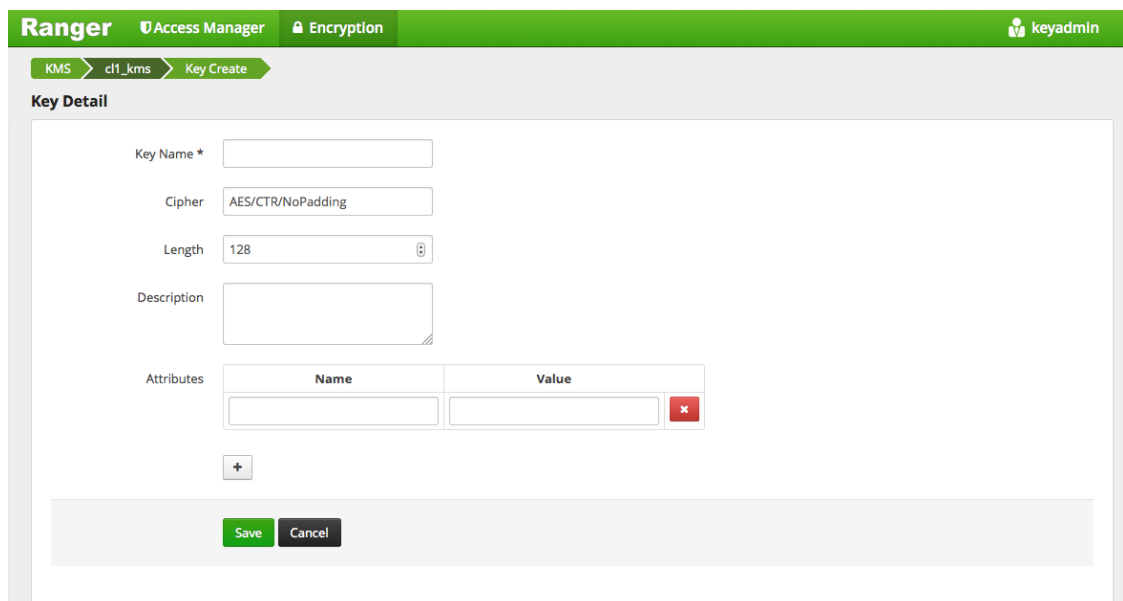 Ranger Access Manager Encryption keyadmin
KMS cl1_kms Key Create
Key Detail
Key Name *
Cipher AES/CTR/NoPadding
Length 128
Description
Attributes Name Value
+
Save Cancel